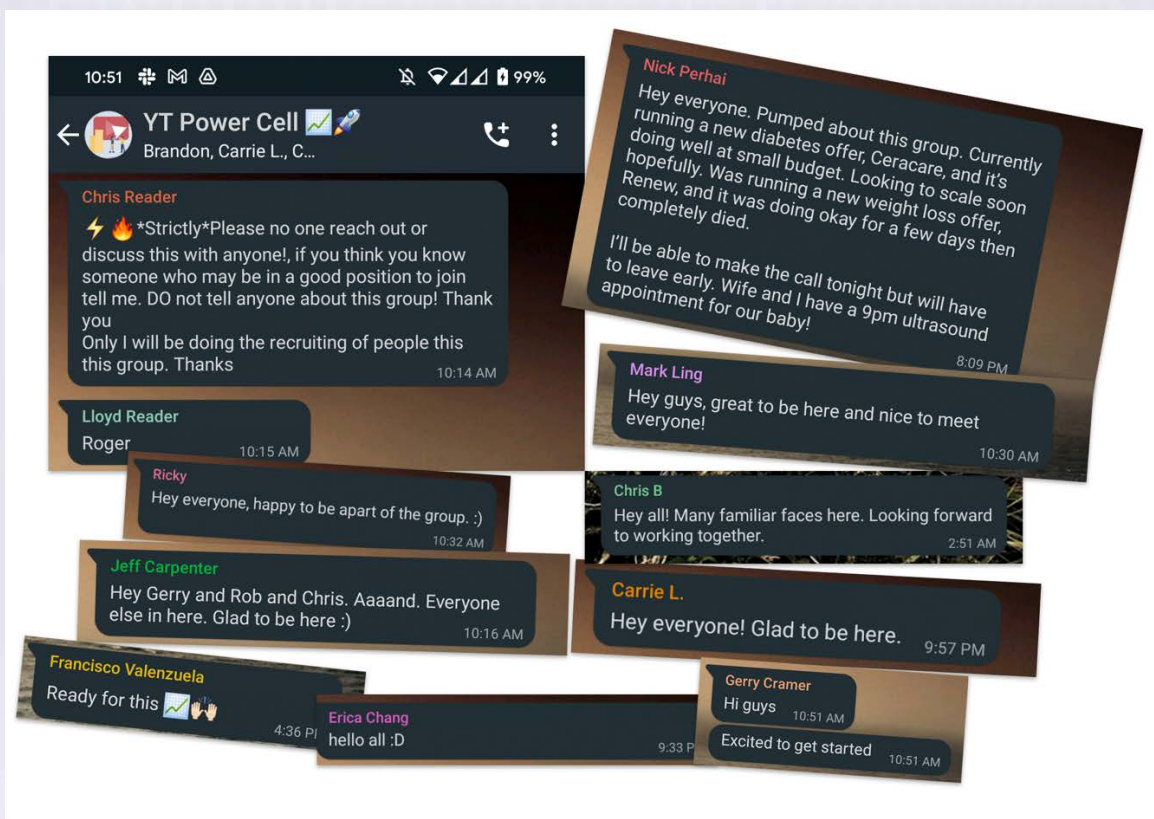 10:51
99%
YT Power Cell 📈🚀
Brandon, Carrie L., C...
Chris Reader
⚡🔥*Strictly*Please no one reach out or
discuss this with anyone!, if you think you know
someone who may be in a good position to join
tell me. DO not tell anyone about this group! Thank
you
Only I will be doing the recruiting of people this
this group. Thanks
10:14 AM
Lloyd Reader
Roger
10:15 AM
Ricky
Hey everyone, happy to be apart of the group. :)
10:32 AM
Jeff Carpenter
Hey Gerry and Rob and Chris. Aaaand. Everyone
else in here. Glad to be here :)
10:16 AM
Francisco Valenzuela
Ready for this 📈🙌🏻
4:36 P
Erica Chang
hello all :D
9:33 P
Nick Perhai
Hey everyone. Pumped about this group. Currently
running a new diabetes offer, Ceracare, and it's
doing well at small budget. Looking to scale soon
hopefully. Was running a new weight loss offer,
Renew, and it was doing okay for a few days then
completely died.
I'll be able to make the call tonight but will have
to leave early. Wife and I have a 9pm ultrasound
appointment for our baby!
8:09 PM
Mark Ling
Hey guys, great to be here and nice to meet
everyone!
10:30 AM
Chris B
Hey all! Many familiar faces here. Looking forward
to working together.
2:51 AM
Carrie L.
Hey everyone! Glad to be here.
9:57 PM
Gerry Cramer
Hi guys
10:51 AM
Excited to get started
10:51 AM